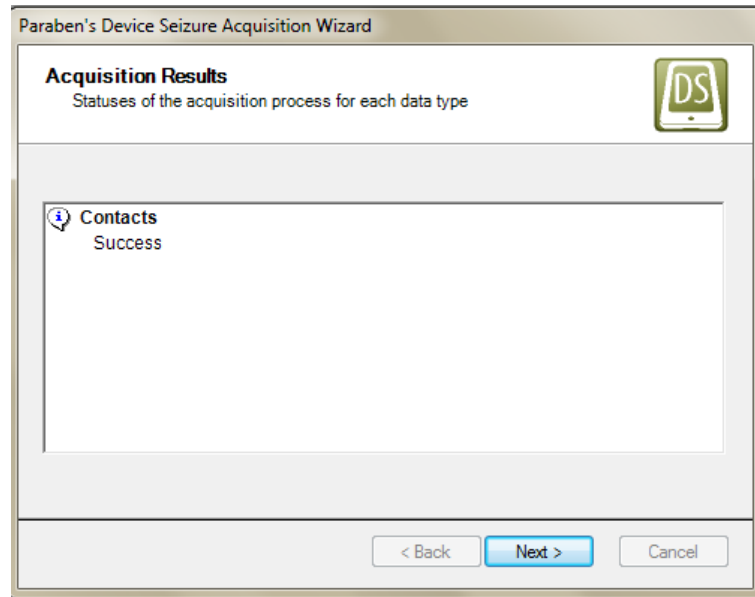 Paraben's Device Seizure Acquisition Wizard
Acquisition Results
Statuses of the acquisition process for each data type
DS
Contacts
Success
< Back
Next >
Cancel